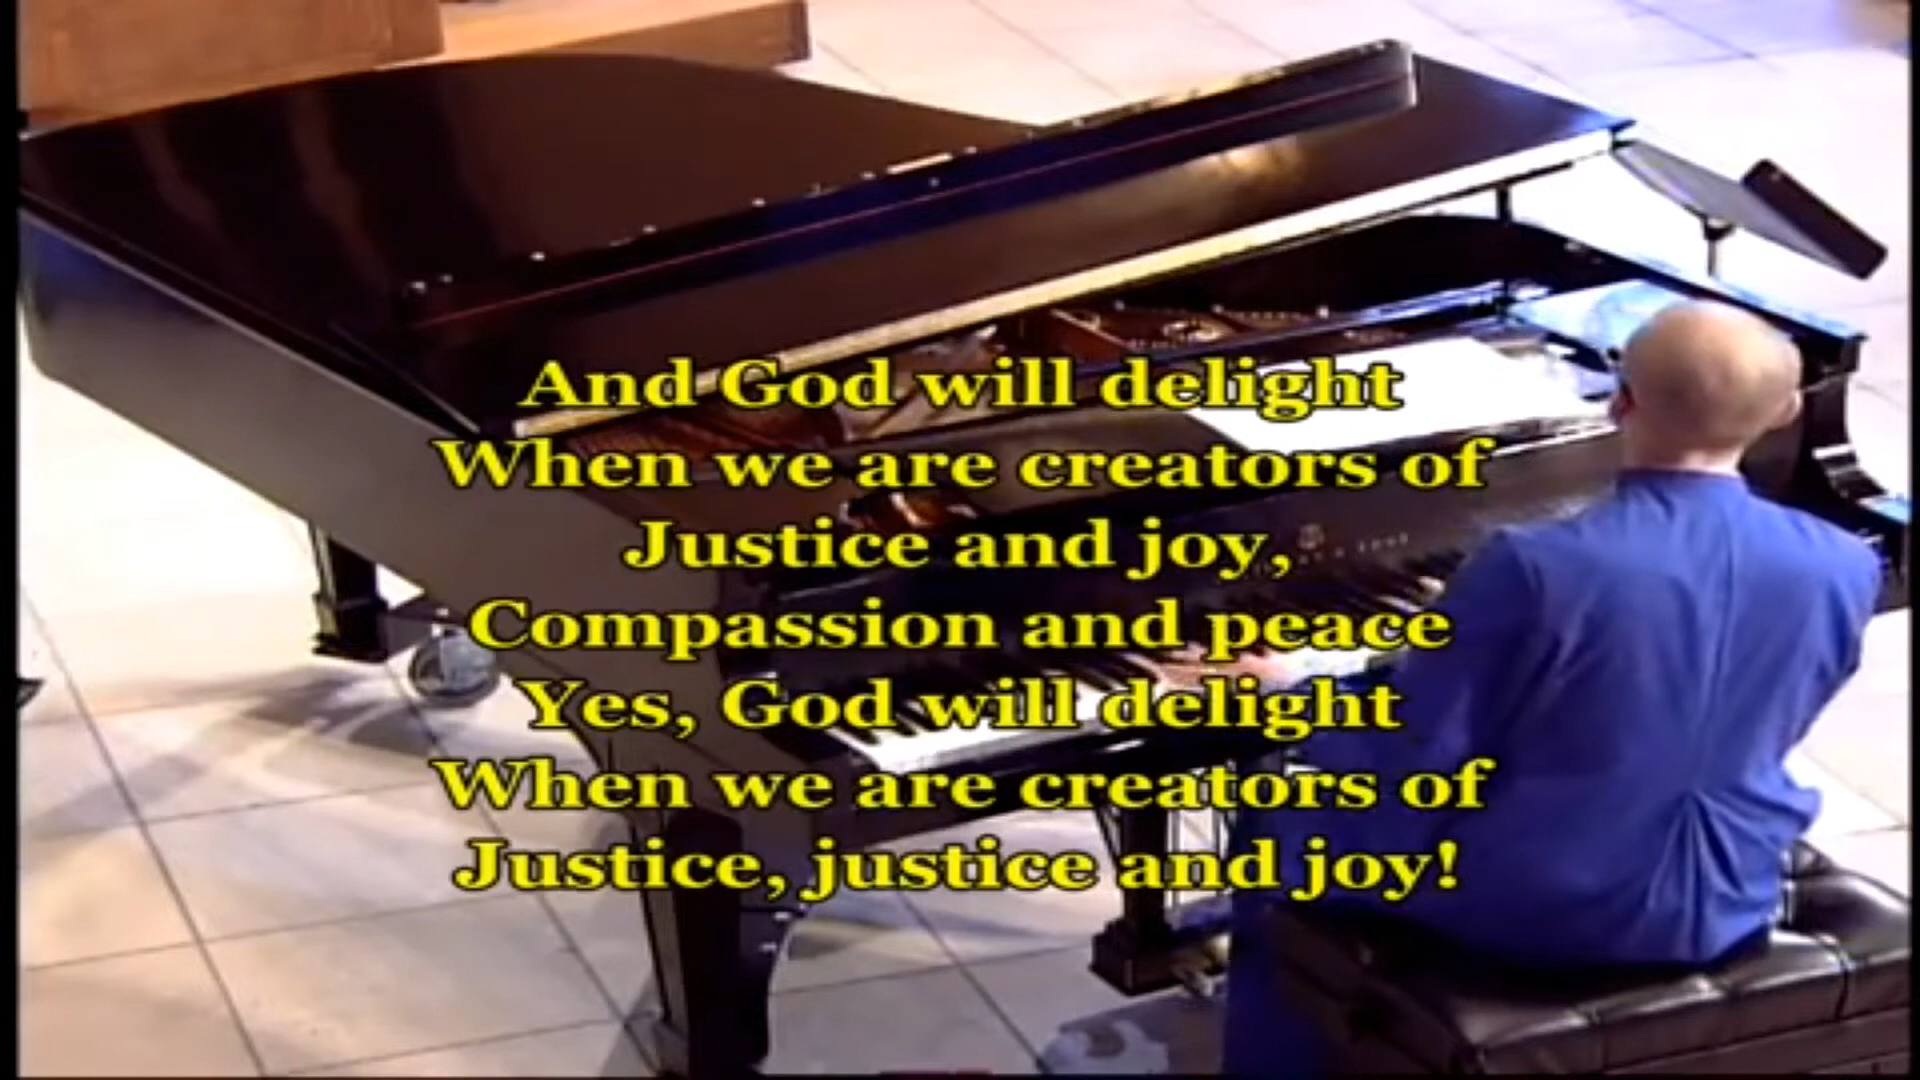 And God will delight
When we are creators of
Justice and joy,
Compassion and peace
Yes, God will delight
When we are creators of
Justice, justice and joy!